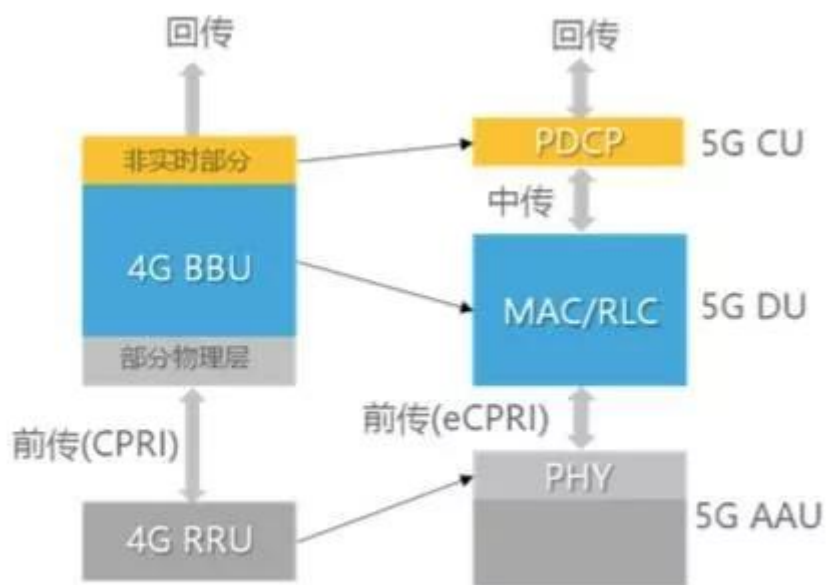 回传
非实时部分
4G BBU
部分物理层
前传(CPRI)
4G RRU
回传
PDCP
5G CU
中传
MAC/RLC
5G DU
前传(eCPRI)
PHY
5G AAU